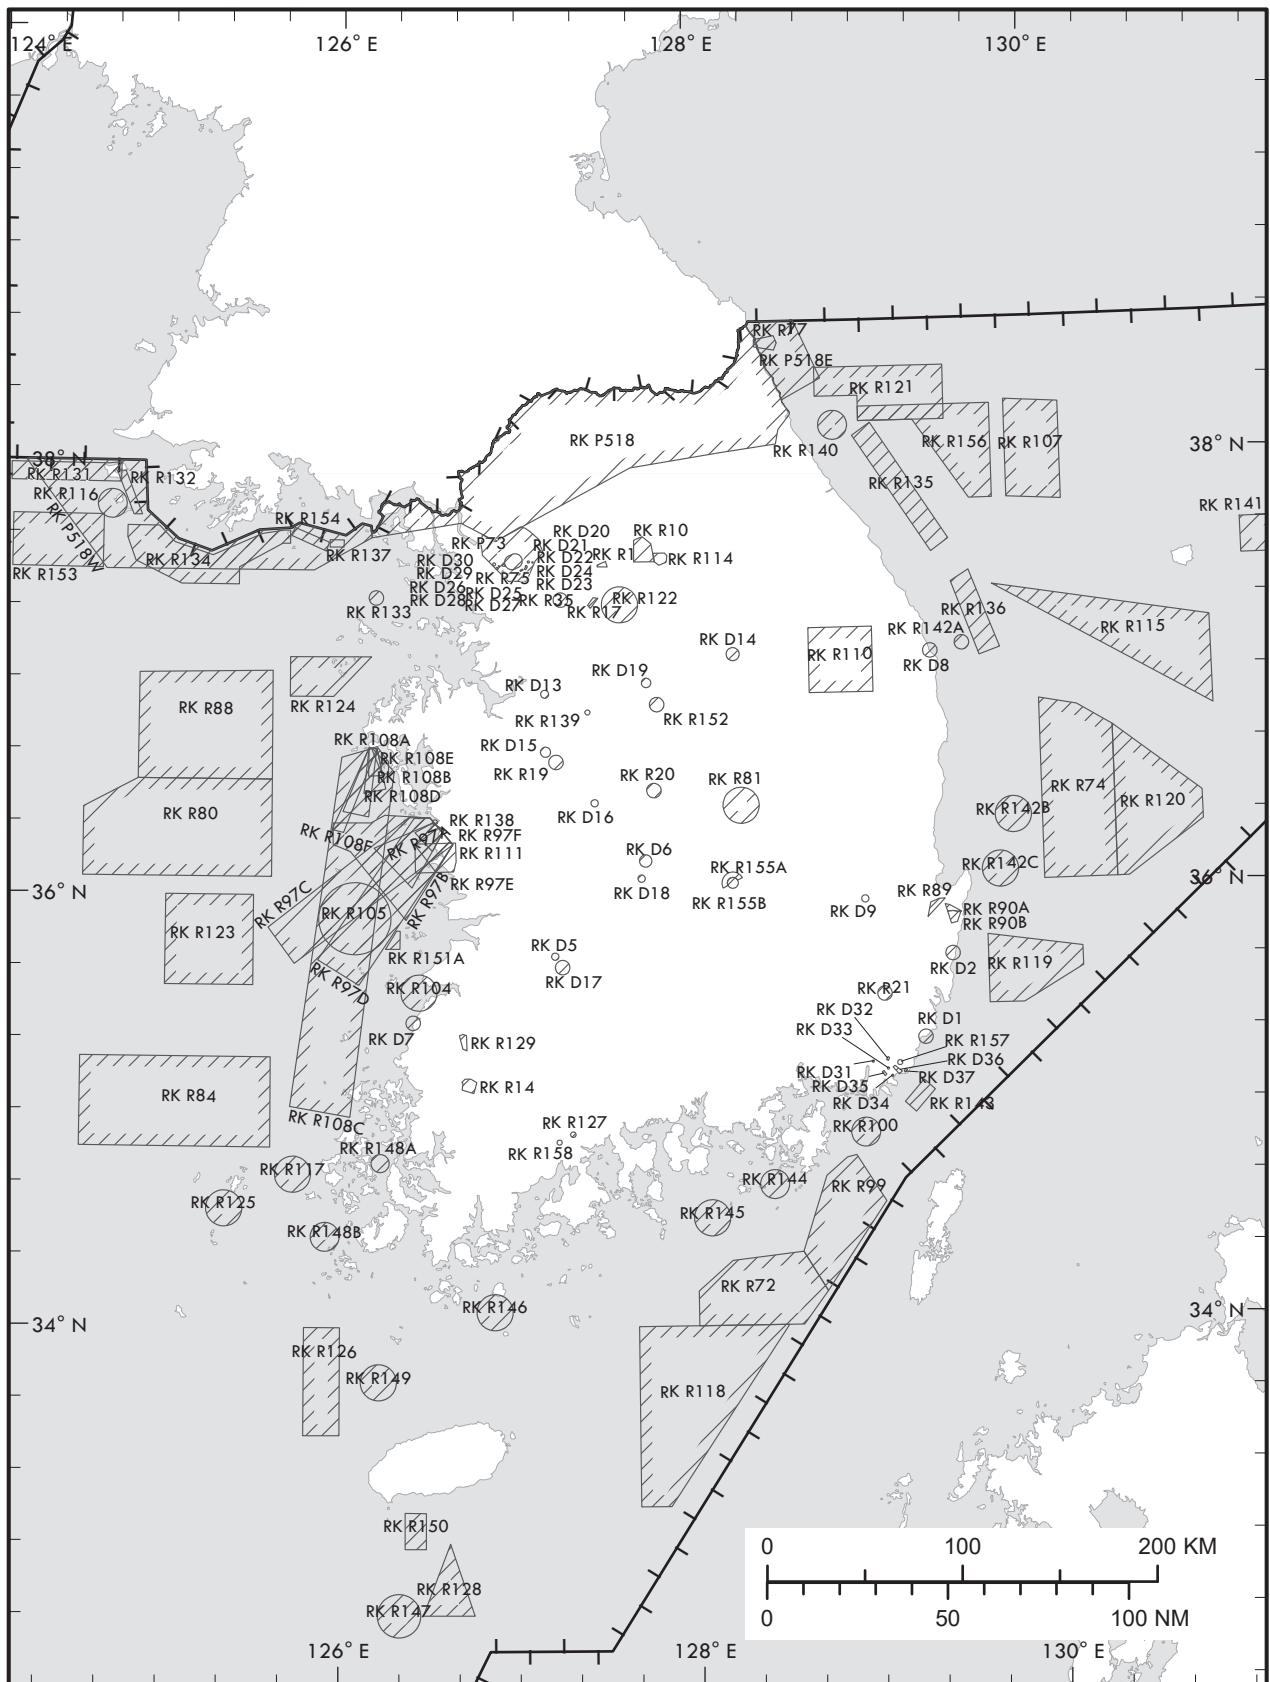 124° E 126° E 128° E 130° E
RK R77
RK P518E
RK R121
RK P518
RK R140
RK R156
RK R107
38° N
38° N
RK R131
RK R132
RK R116
RK R135
RK P518W
RK R141
RK R154
RK R134
RK R137
RK R153
RK P73
RK D20
RK R10
RK D21
RK D22
RK R1
RK R114
RK D30
RK D29
RK R75
RK D24
RK D26
RK D23
RK D25
RK D28
RK D27
RK R35
RK R122
RK R17
RK R133
RK R136
RK R115
RK R142A
RK D14
RK R110
RK D8
RK D19
RK D13
RK R88
RK R124
RK R139
RK R152
RK R108A
RK D15
RK R108E
RK R19
RK R20
RK R81
RK R108B
RK R108D
RK R74
RK R120
RK R80
RK D16
RK R142B
RK R138
RK R108F
RK R97A
RK R97F
RK R111
RK D6
RK R142C
RK R155A
36° N
36° N
RK R97E
RK D18
RK R97C
RK R97B
RK R89
RK R155B
RK D9
RK R105
RK R90A
RK R90B
RK R123
RK D5
RK R151A
RK R119
RK D2
RK R97D
RK R104
RK D17
RK R21
RK D32
RK D1
RK D33
RK D7
RK R129
RK R157
RK D36
RK D31
RK D37
RK R14
RK D35
RK R84
RK D34
RK R143
RK R108C
RK R127
RK R100
RK R148A
RK R158
RK R117
RK R144
RK R99
RK R125
RK R145
RK R148B
RK R72
RK R146
34° N
34° N
RK R126
RK R149
RK R118
RK R150
0 100 200 KM
RK R128
RK R147
0 50 100 NM
126° E 128° E 130° E